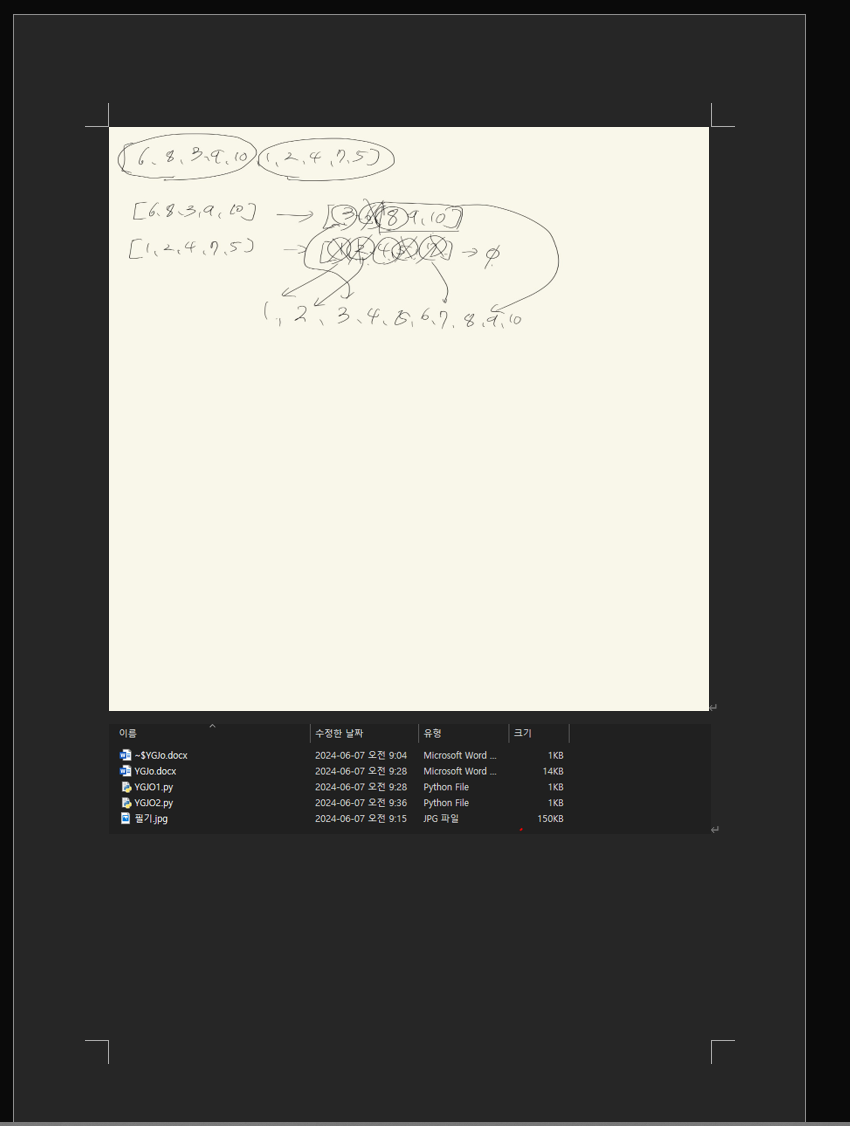 [6, 8, 3, 9, 10 (1, 2, 4, 7, 5)
[6, 8, 3, 9, 10] → [3, 6, 8, 9, 10]
[1, 2, 4, 7, 5) → [1, 2, 4, 5, 7] → ∅
1, 2, 3, 4, 5, 6, 7, 8, 9, 10
이름 수정한 날짜 유형 크기
~$YGJo.docx 2024-06-07 오전 9:04 Microsoft Word ... 1KB
YGJo.docx 2024-06-07 오전 9:28 Microsoft Word ... 14KB
YGJO1.py 2024-06-07 오전 9:28 Python File 1KB
YGJO2.py 2024-06-07 오전 9:36 Python File 1KB
필기.jpg 2024-06-07 오전 9:15 JPG 파일 150KB